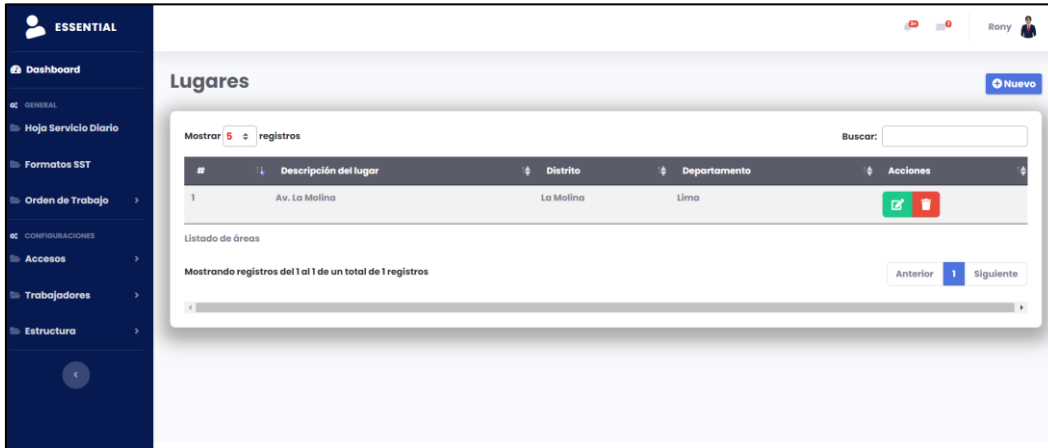 ESSENTIAL
Rony
Dashboard
GENERAL
Hoja Servicio Diario
Formatos SST
Orden de Trabajo
CONFIGURACIONES
Accesos
Trabajadores
Estructura
Lugares
Nuevo
Mostrar 5 registros
Buscar:
# Descripción del lugar Distrito Departamento Acciones
1 Av. La Molina La Molina Lima
Listado de áreas
Mostrando registros del 1 al 1 de un total de 1 registros
Anterior 1 Siguiente